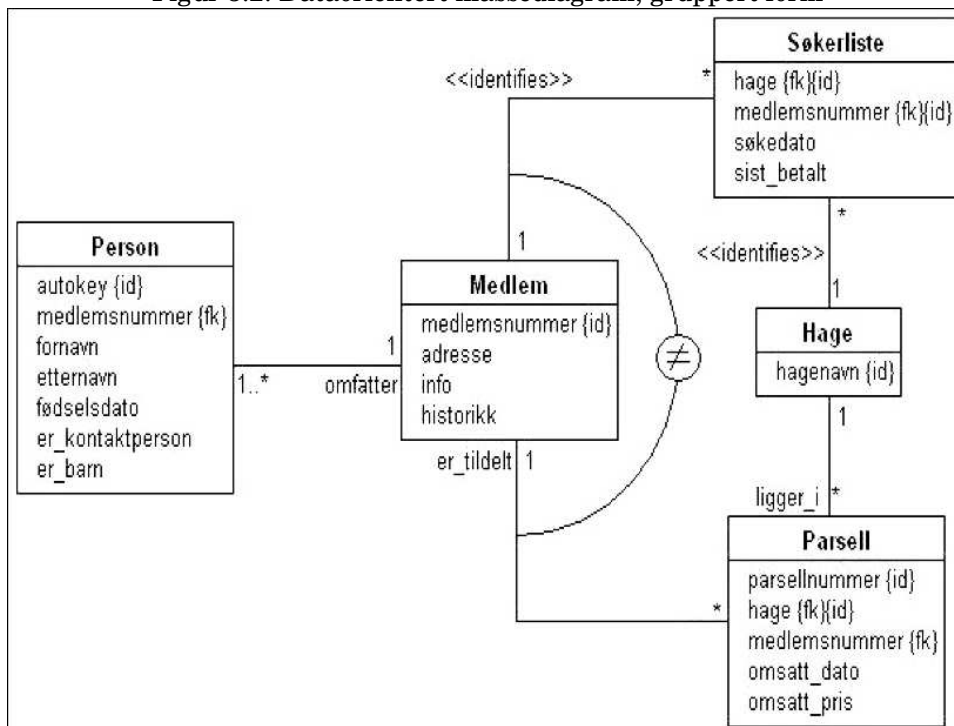 Søkerliste
hage {fk}{id}
medlemsnummer {fk}{id}
søkedato
sist_betalt
<<identifies>>
*
1
*
<<identifies>>
1
Person
autokey {id}
medlemsnummer {fk}
fornavn
etternavn
fødselsdato
er_kontaktperson
er_barn
1..*
1
omfatter
Medlem
medlemsnummer {id}
adresse
info
historikk
≠
Hage
hagenavn {id}
1
er_tildelt
1
ligger_i
*
*
Parsell
parsellnummer {id}
hage {fk}{id}
medlemsnummer {fk}
omsatt_dato
omsatt_pris